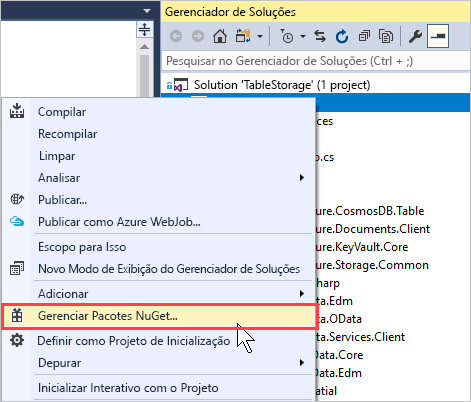 Gerenciador de Soluções
Pesquisar no Gerenciador de Soluções (Ctrl + ;)
Solution 'TableStorage' (1 project)
Compilar
Recompilar
Limpar
Analisar
Publicar...
Publicar como Azure WebJob...
Escopo para Isso
Novo Modo de Exibição do Gerenciador de Soluções
Adicionar
Gerenciar Pacotes NuGet...
Definir como Projeto de Inicialização
Depurar
Inicializar Interativo com o Projeto
ces
o.cs
ure.CosmosDB.Table
ure.Documents.Client
ure.KeyVault.Core
ure.Storage.Common
harp
ata.Edm
ata.OData
ata.Services.Client
Data.Core
Data.Edm
patial